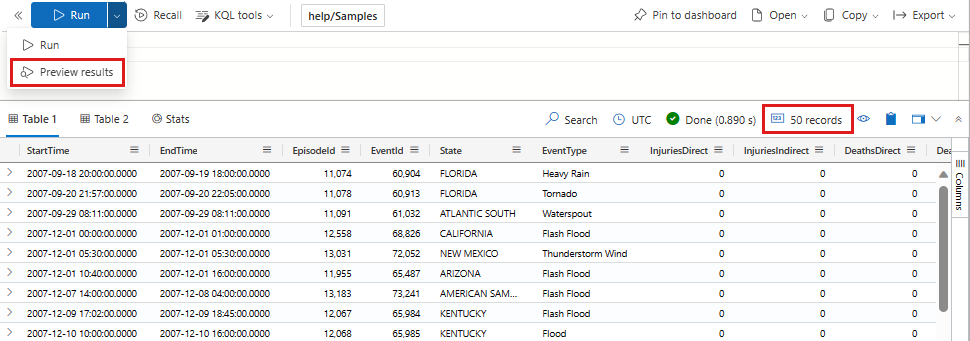 Run Recall KQL tools help/Samples Pin to dashboard Open Copy Export
Run
Preview results
Table 1 Table 2 Stats Search UTC Done (0.890 s) 123 50 records
StartTime EndTime EpisodeId EventId State EventType InjuriesDirect InjuriesIndirect DeathsDirect Dea
Columns
2007-09-18 20:00:00.0000 2007-09-19 18:00:00.0000 11,074 60,904 FLORIDA Heavy Rain 0 0 0
2007-09-20 21:57:00.0000 2007-09-20 22:05:00.0000 11,078 60,913 FLORIDA Tornado 0 0 0
2007-09-29 08:11:00.0000 2007-09-29 08:11:00.0000 11,091 61,032 ATLANTIC SOUTH Waterspout 0 0 0
2007-12-01 00:00:00.0000 2007-12-01 01:00:00.0000 12,558 68,826 CALIFORNIA Flash Flood 0 0 0
2007-12-01 05:30:00.0000 2007-12-01 05:30:00.0000 13,031 72,052 NEW MEXICO Thunderstorm Wind 0 0 0
2007-12-01 10:40:00.0000 2007-12-01 16:00:00.0000 11,955 65,487 ARIZONA Flash Flood 0 0 0
2007-12-07 14:00:00.0000 2007-12-08 04:00:00.0000 13,183 73,241 AMERICAN SAM... Flash Flood 0 0 0
2007-12-09 17:02:00.0000 2007-12-09 18:45:00.0000 12,067 65,984 KENTUCKY Flash Flood 0 0 0
2007-12-10 10:00:00.0000 2007-12-10 16:00:00.0000 12,068 65,985 KENTUCKY Flood 0 0 0